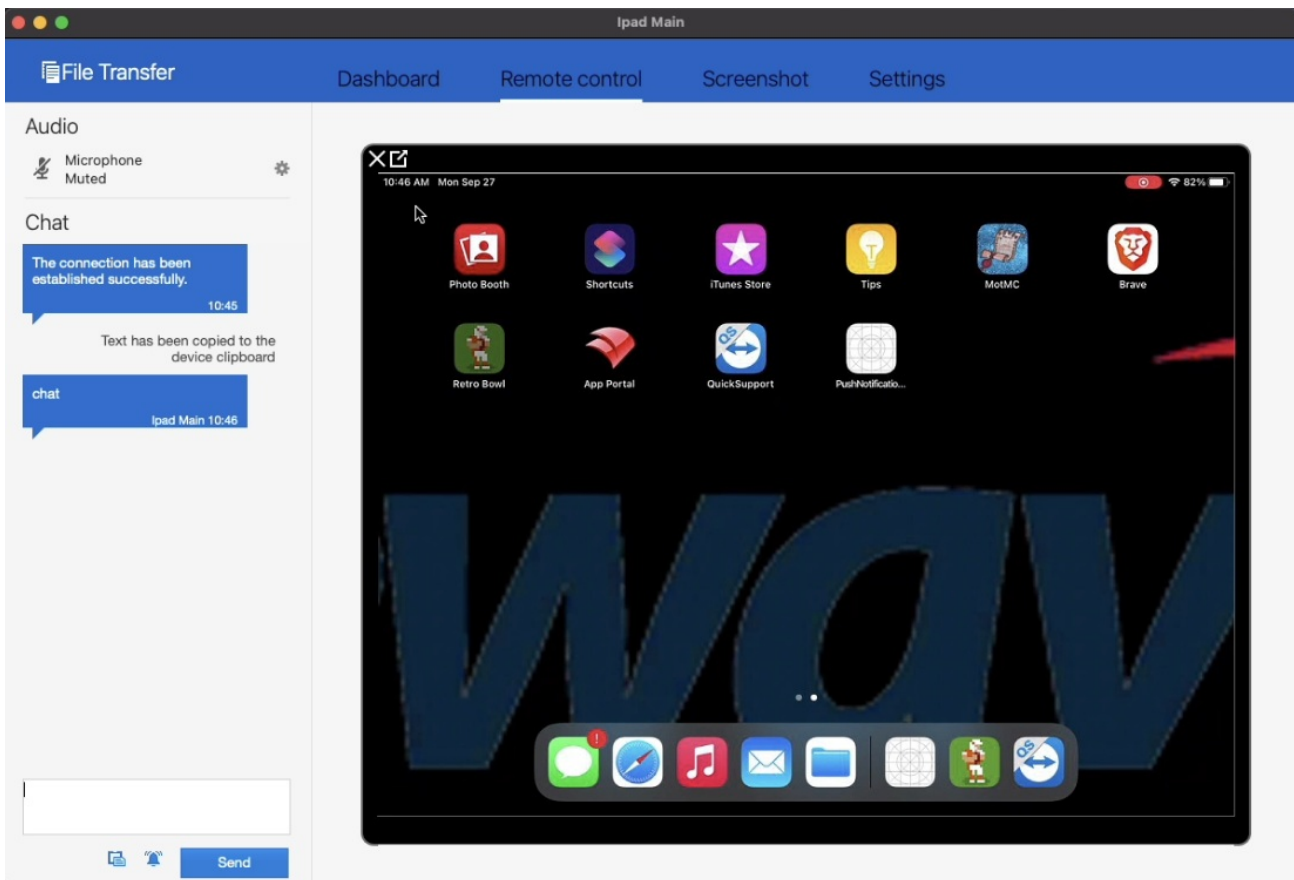 Ipad Main
File Transfer
Dashboard
Remote control
Screenshot
Settings
Audio
Microphone
Muted
Chat
The connection has been
established successfully.
10:45
Text has been copied to the
device clipboard
chat
Ipad Main 10:46
Send
10:46 AM Mon Sep 27
82%
Photo Booth
Shortcuts
iTunes Store
Tips
MotMC
Brave
QS
Retro Bowl
App Portal
QuickSupport
PushNotificatio...
wav
!
QS